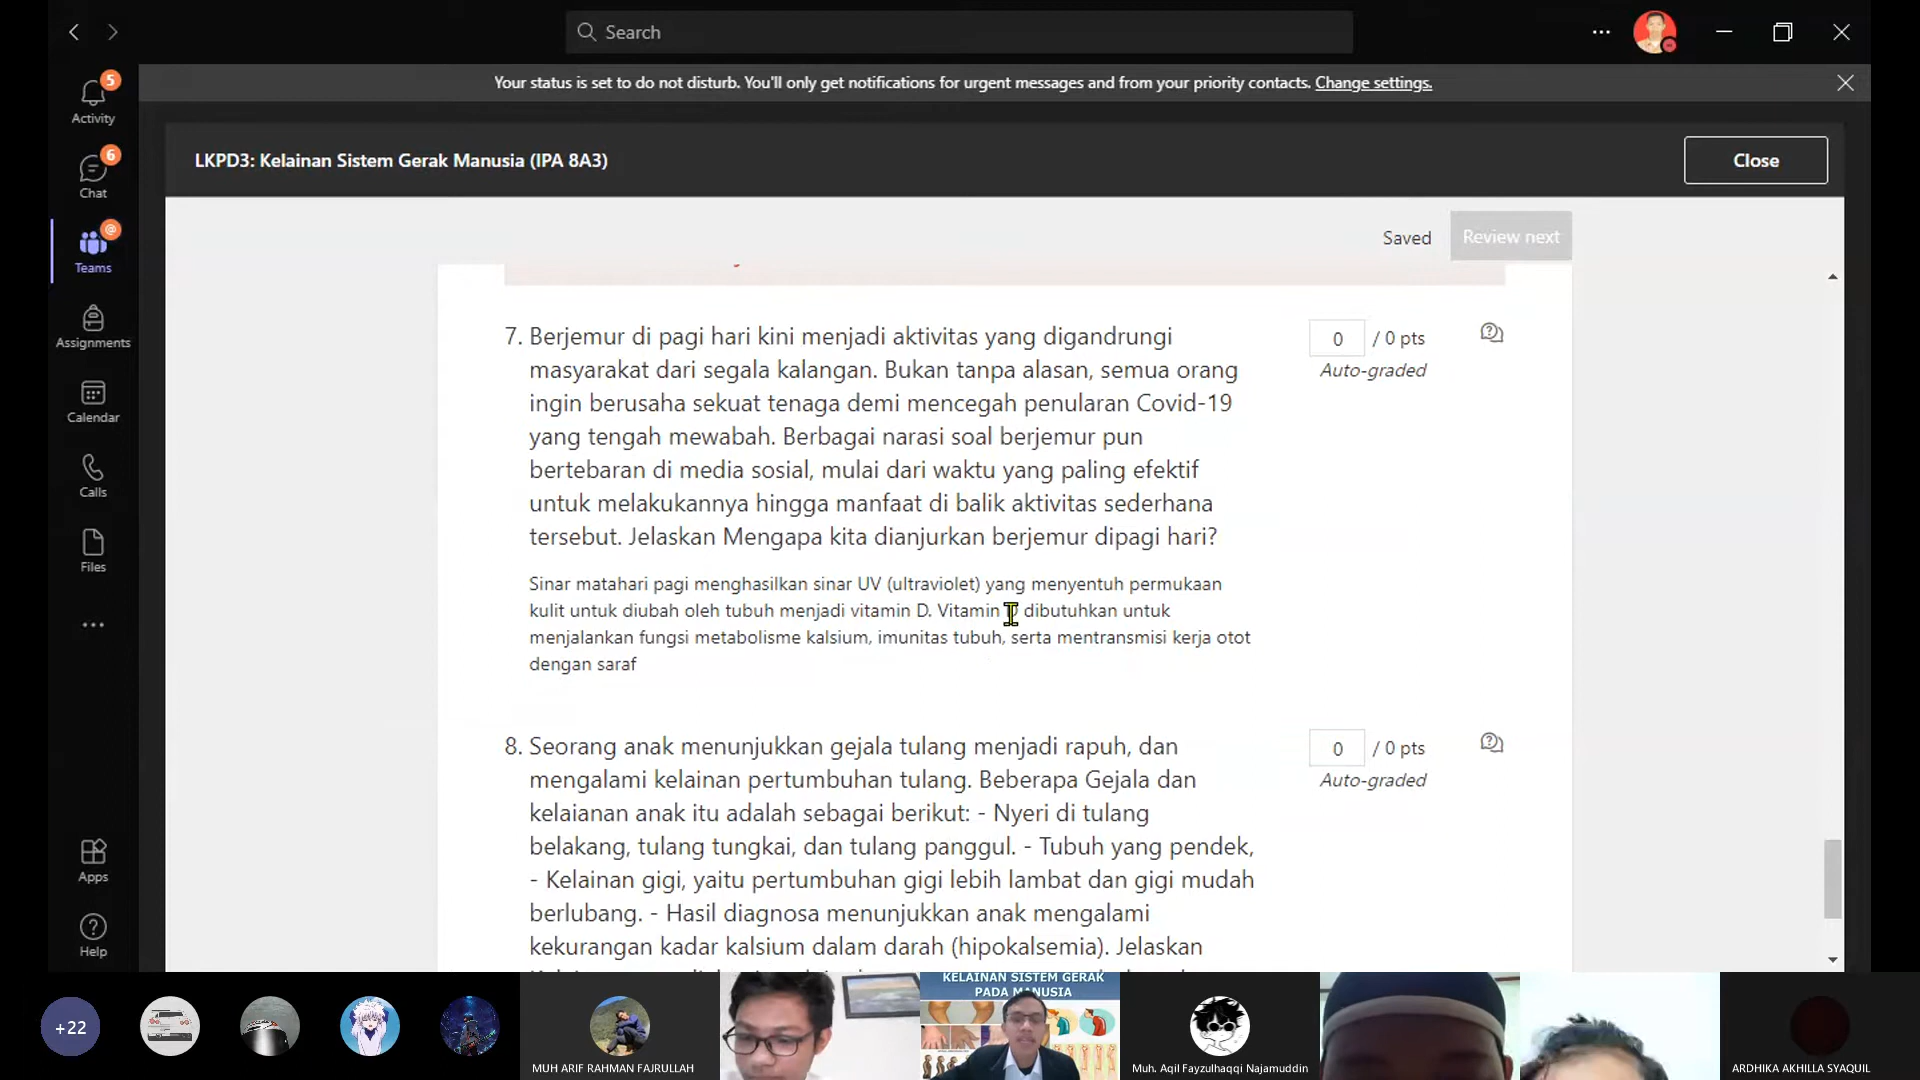 Search
Your status is set to do not disturb. You'll only get notifications for urgent messages and from your priority contacts. Change settings.
5
Activity
6
Chat
@
Teams
Assignments
Calendar
Calls
Files
Apps
Help
LKPD3: Kelainan Sistem Gerak Manusia (IPA 8A3)
Close
Saved
Review next
7. Berjemur di pagi hari kini menjadi aktivitas yang digandrungi
masyarakat dari segala kalangan. Bukan tanpa alasan, semua orang
ingin berusaha sekuat tenaga demi mencegah penularan Covid-19
yang tengah mewabah. Berbagai narasi soal berjemur pun
bertebaran di media sosial, mulai dari waktu yang paling efektif
untuk melakukannya hingga manfaat di balik aktivitas sederhana
tersebut. Jelaskan Mengapa kita dianjurkan berjemur dipagi hari?
0 / 0 pts
Auto-graded
Sinar matahari pagi menghasilkan sinar UV (ultraviolet) yang menyentuh permukaan
kulit untuk diubah oleh tubuh menjadi vitamin D. Vitamin D dibutuhkan untuk
menjalankan fungsi metabolisme kalsium, imunitas tubuh, serta mentransmisi kerja otot
dengan saraf
8. Seorang anak menunjukkan gejala tulang menjadi rapuh, dan
mengalami kelainan pertumbuhan tulang. Beberapa Gejala dan
kelaianan anak itu adalah sebagai berikut: - Nyeri di tulang
belakang, tulang tungkai, dan tulang panggul. - Tubuh yang pendek,
- Kelainan gigi, yaitu pertumbuhan gigi lebih lambat dan gigi mudah
berlubang. - Hasil diagnosa menunjukkan anak mengalami
kekurangan kadar kalsium dalam darah (hipokalsemia). Jelaskan
0 / 0 pts
Auto-graded
+22
MUH ARIF RAHMAN FAJRULLAH
KELAINAN SISTEM GERAK
PADA MANUSIA
Muh. Aqil Fayzulhaqqi Najamuddin
ARDHIKA AKHILLA SYAQUIL